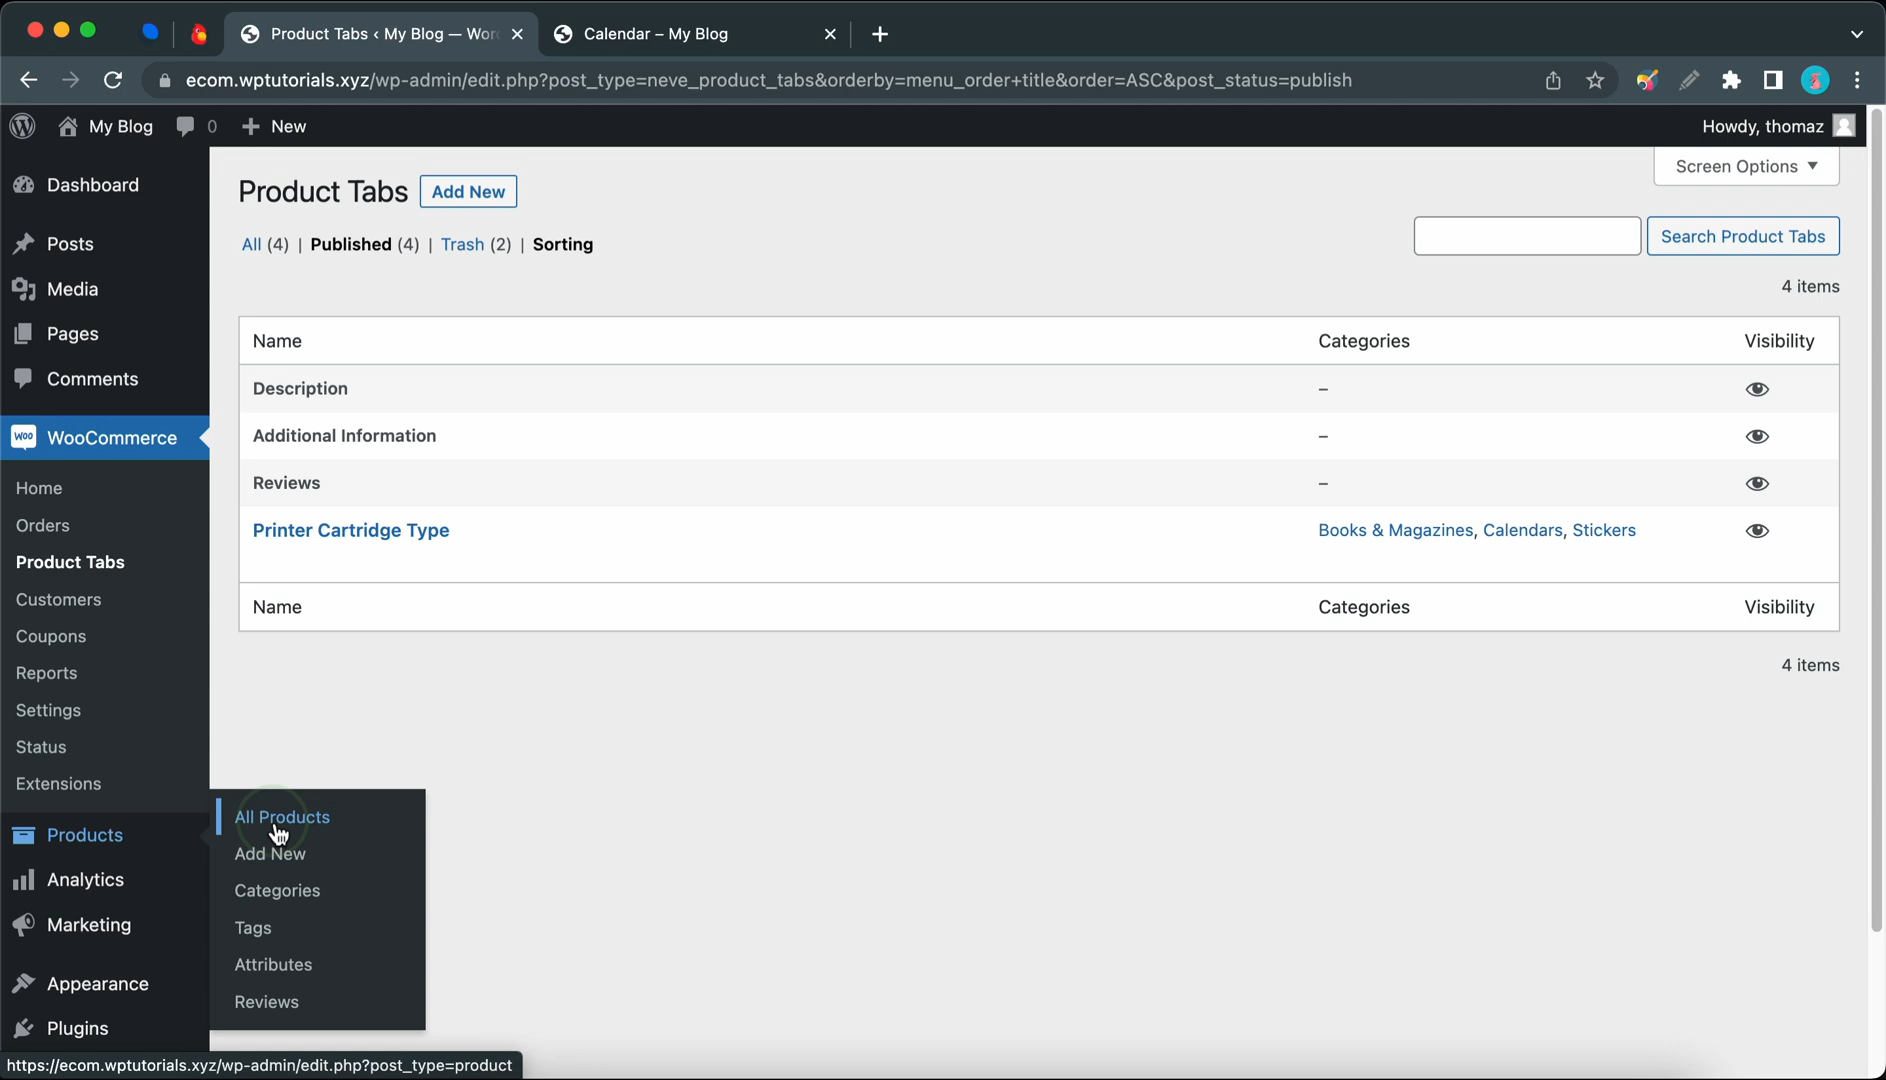 Product Tabs ‹ My Blog — Wor
Calendar – My Blog
ecom.wptutorials.xyz/wp-admin/edit.php?post_type=neve_product_tabs&orderby=menu_order+title&order=ASC&post_status=publish
My Blog 0 New Howdy, thomaz
Dashboard
Posts
Media
Pages
Comments
WOO WooCommerce
Home
Orders
Product Tabs
Customers
Coupons
Reports
Settings
Status
Extensions
Products
Analytics
Marketing
Appearance
Plugins
All Products
Add New
Categories
Tags
Attributes
Reviews
Screen Options
Product Tabs Add New
All (4) | Published (4) | Trash (2) | Sorting
Search Product Tabs
4 items
Name Categories Visibility
Description –
Additional Information –
Reviews –
Printer Cartridge Type Books & Magazines, Calendars, Stickers
Name Categories Visibility
4 items
https://ecom.wptutorials.xyz/wp-admin/edit.php?post_type=product